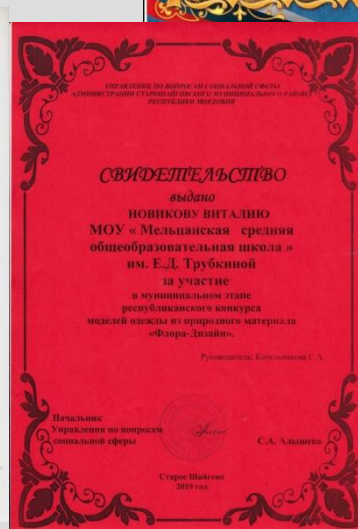 УПРАВЛЕНИЕ ПО ВОПРОСАМ СОЦИАЛЬНОЙ СФЕРЫ
АДМИНИСТРАЦИИ СТАРОШАЙГОВСКОГО МУНИЦИПАЛЬНОГО РАЙОНА
РЕСПУБЛИКИ МОРДОВИЯ
СВИДЕТЕЛЬСТВО
выдано
НОВИКОВУ ВИТАЛИЮ
МОУ « Мельцанская средняя
общеобразовательная школа »
им. Е.Д. Трубкиной
за участие
в муниципальном этапе
республиканского конкурса
моделей одежды из природного материала
«Флора-Дизайн».
Руководитель: Котельникова С.А.
Начальник
Управления по вопросам
социальной сферы
С.А. Алышева
Старое Шайгово
2019 год